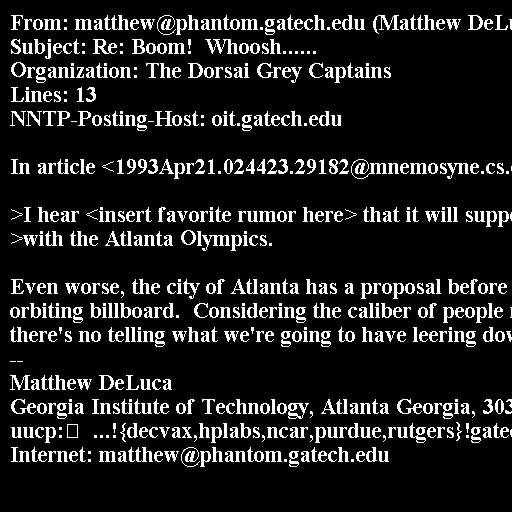 From: matthew@phantom.gatech.edu (Matthew DeLu
Subject: Re: Boom!  Whoosh......
Organization: The Dorsai Grey Captains
Lines: 13
NNTP-Posting-Host: oit.gatech.edu

In article <1993Apr21.024423.29182@mnemosyne.cs.

>I hear <insert favorite rumor here> that it will supp
>with the Atlanta Olympics.

Even worse, the city of Atlanta has a proposal before
orbiting billboard.  Considering the caliber of people
there's no telling what we're going to have leering dov
--
Matthew DeLuca
Georgia Institute of Technology, Atlanta Georgia, 303
uucp:  ...!{decvax,hplabs,ncar,purdue,rutgers}!gatec
Internet: matthew@phantom.gatech.edu